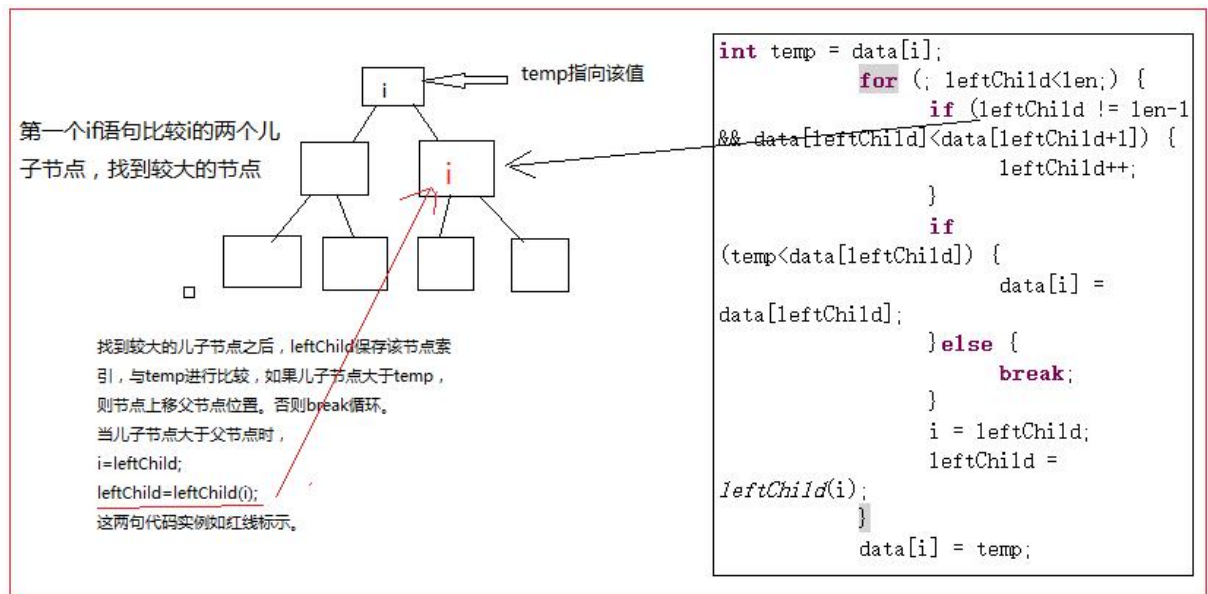 temp指向该值
i
第一个if语句比较i的两个儿
子节点，找到较大的节点
i
找到较大的儿子节点之后，leftChild保存该节点索
引，与temp进行比较，如果儿子节点大于temp，
则节点上移父节点位置。否则break循环。
当儿子节点大于父节点时，
i=leftChild;
leftChild=leftChild(i);
这两句代码实例如红线标示。
int temp = data[i];
for (; leftChild<len;) {
if (leftChild != len-1
&& data[leftChild]<data[leftChild+1]) {
leftChild++;
}
if
(temp<data[leftChild]) {
data[i] =
data[leftChild];
}else {
break;
}
i = leftChild;
leftChild =
leftChild(i);
}
data[i] = temp;